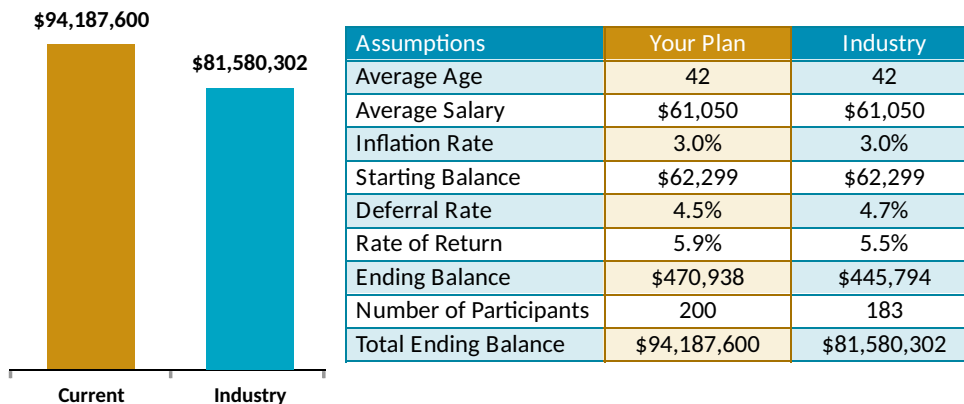 $94,187,600
$81,580,302
Current
Industry
Assumptions Your Plan Industry
Average Age 42 42
Average Salary $61,050 $61,050
Inflation Rate 3.0% 3.0%
Starting Balance $62,299 $62,299
Deferral Rate 4.5% 4.7%
Rate of Return 5.9% 5.5%
Ending Balance $470,938 $445,794
Number of Participants 200 183
Total Ending Balance $94,187,600 $81,580,302